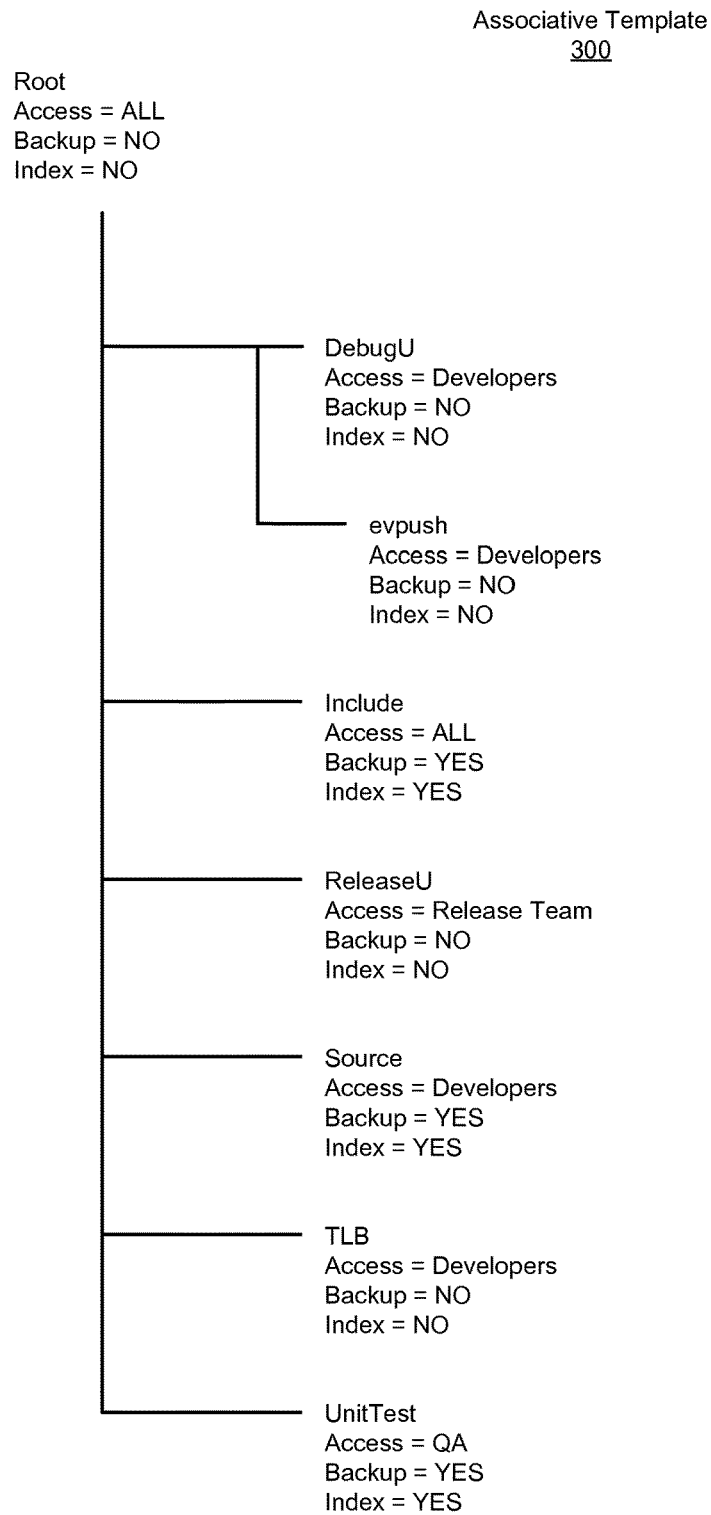 Associative Template
300
Root
Access = ALL
Backup = NO
Index = NO
DebugU
Access = Developers
Backup = NO
Index = NO
evpush
Access = Developers
Backup = NO
Index = NO
Include
Access = ALL
Backup = YES
Index = YES
ReleaseU
Access = Release Team
Backup = NO
Index = NO
Source
Access = Developers
Backup = YES
Index = YES
TLB
Access = Developers
Backup = NO
Index = NO
UnitTest
Access = QA
Backup = YES
Index = YES